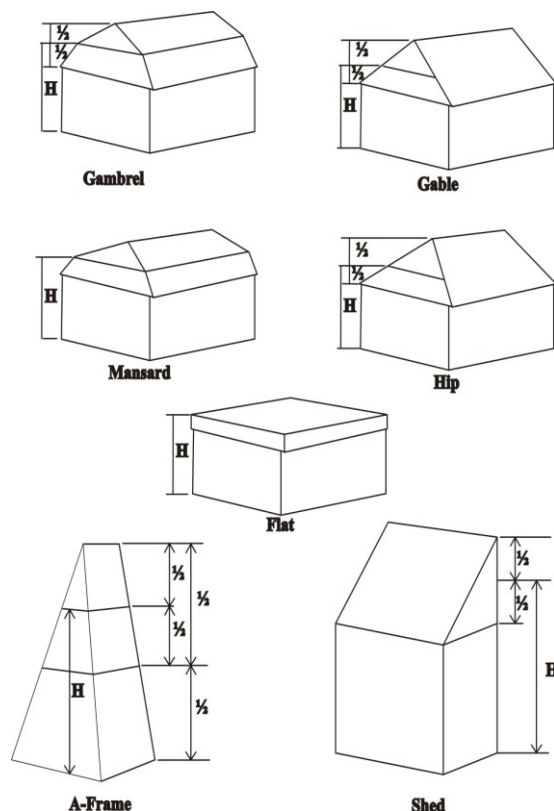 ½
½
H
Gambrel
½
½
H
Gable
H
Mansard
½
½
H
Hip
H
Flat
½
½
½
½
H
A-Frame
½
½
H
Shed